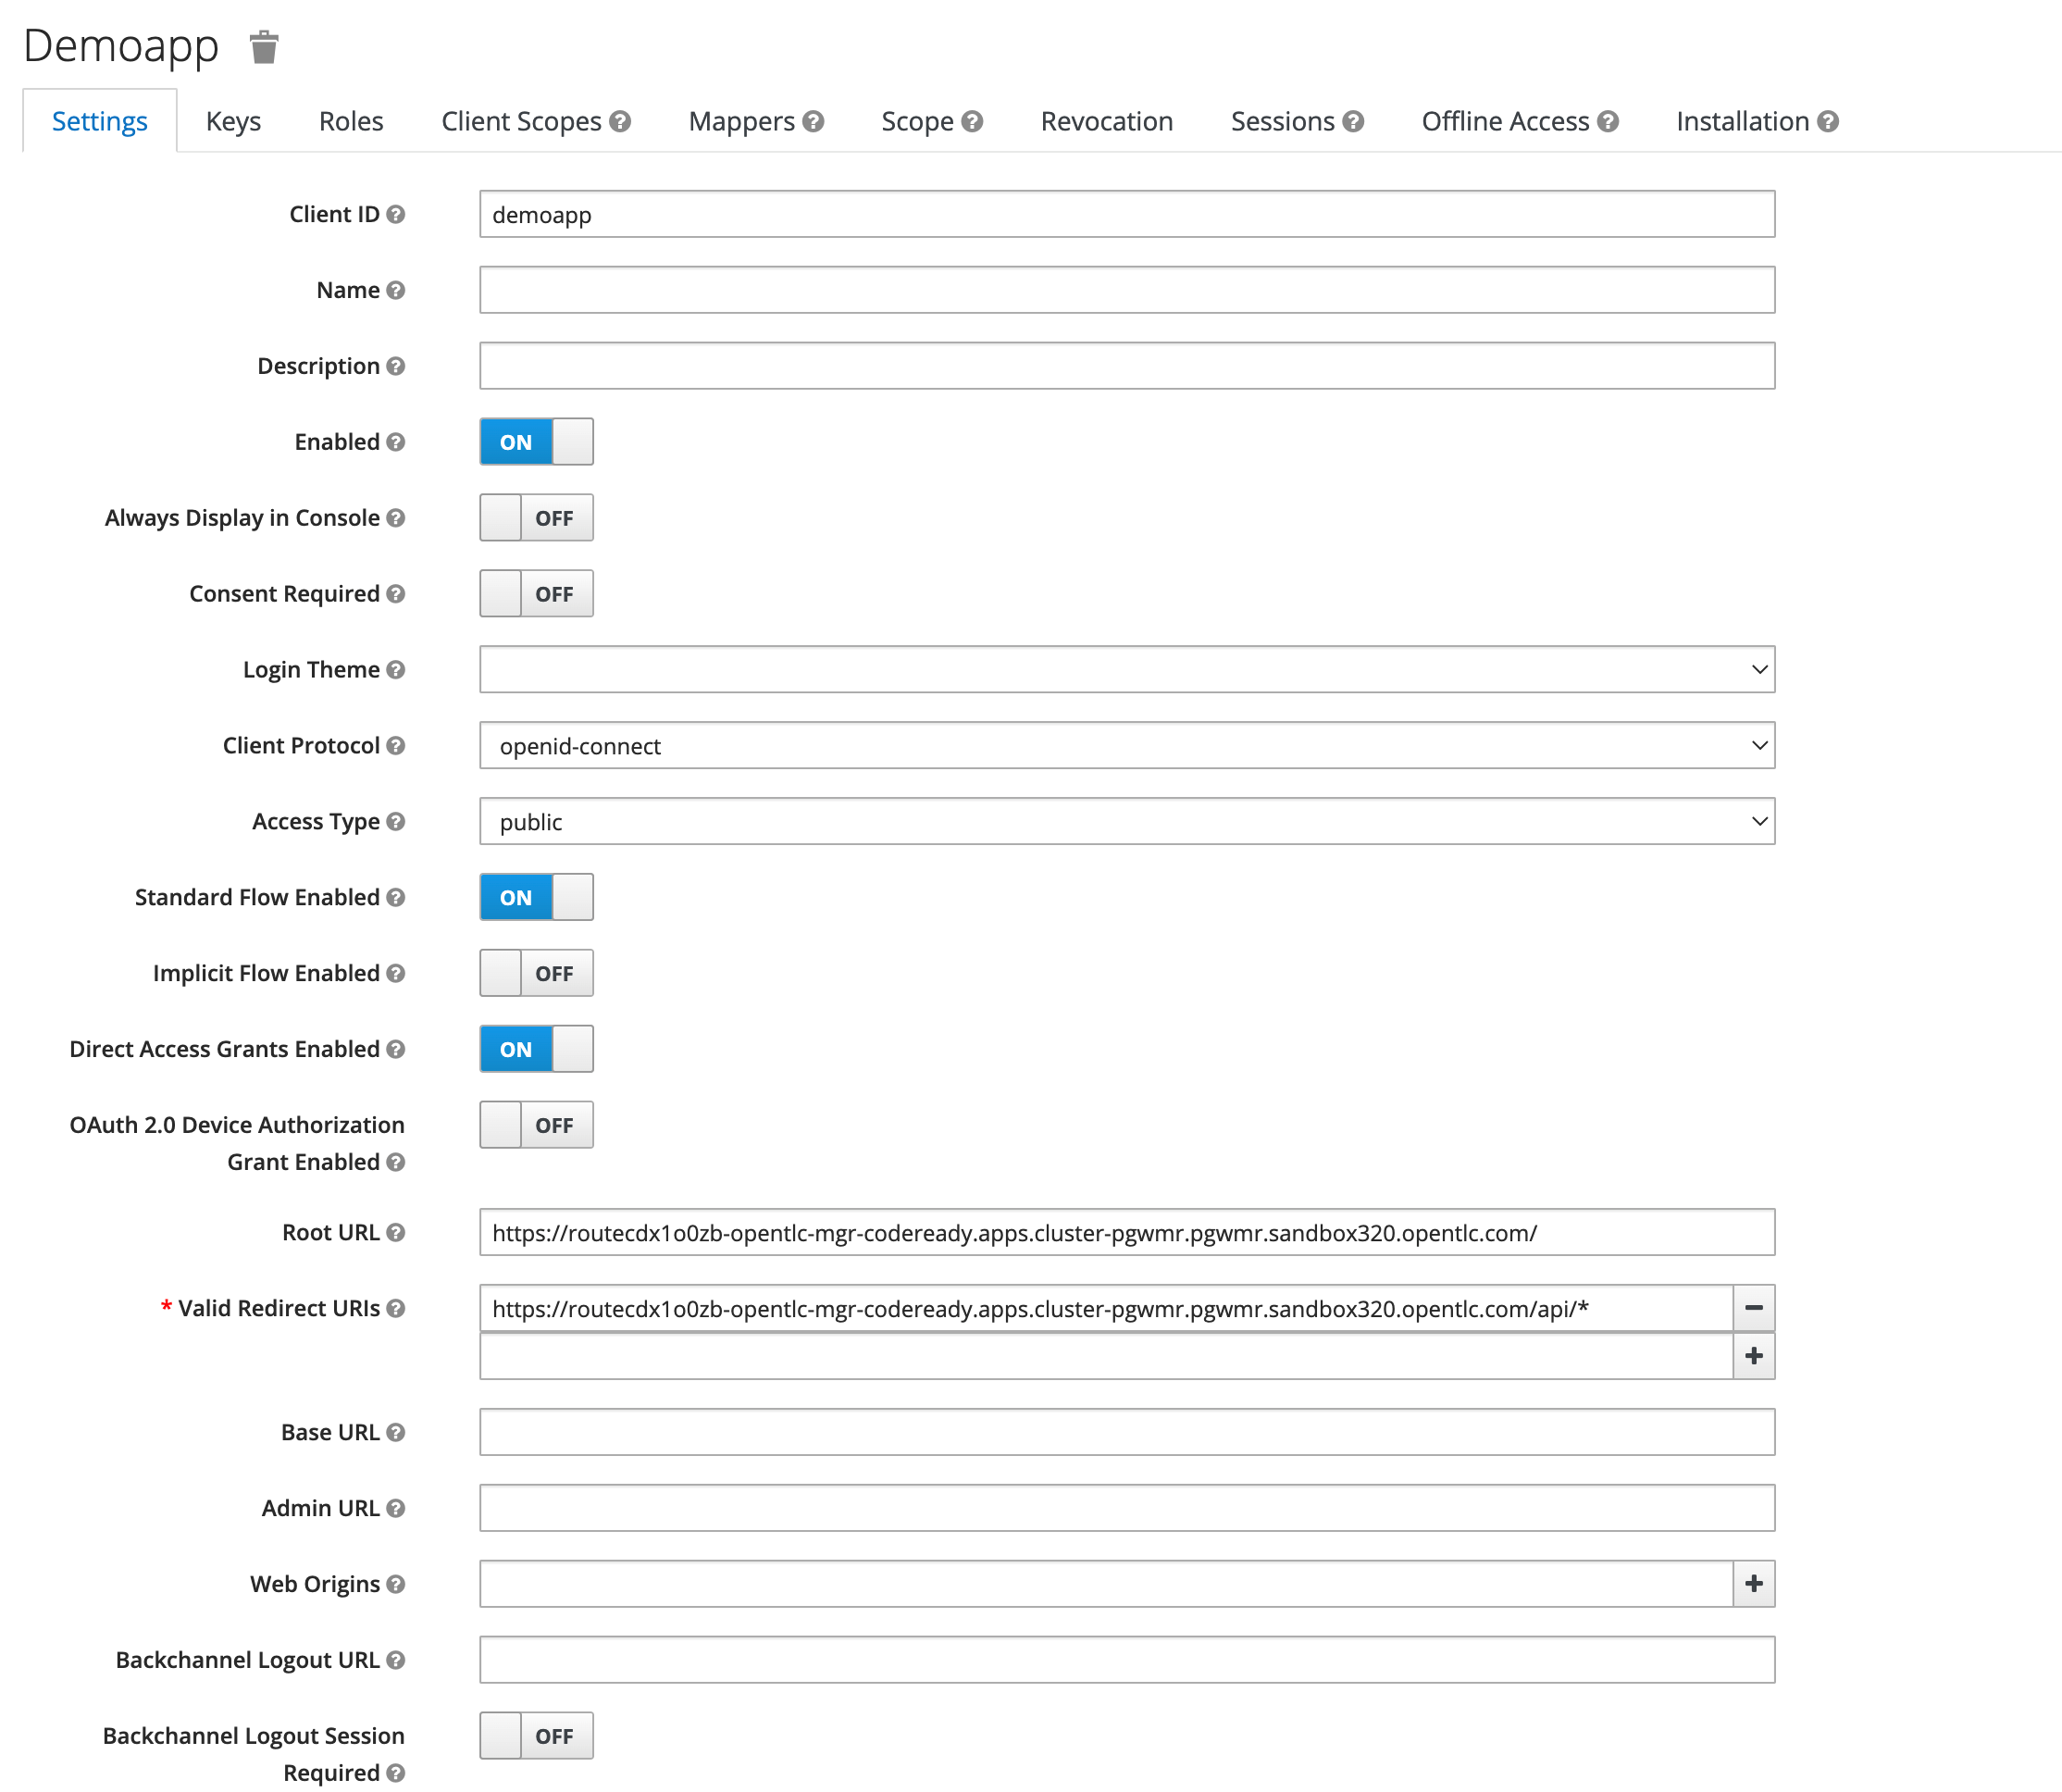 Demoapp
Settings Keys Roles Client Scopes Mappers Scope Revocation Sessions Offline Access Installation
Client ID demoapp
Name
Description
Enabled ON
Always Display in Console OFF
Consent Required OFF
Login Theme
Client Protocol openid-connect
Access Type public
Standard Flow Enabled ON
Implicit Flow Enabled OFF
Direct Access Grants Enabled ON
OAuth 2.0 Device Authorization OFF
Grant Enabled
Root URL https://routecdx1o0zb-opentlc-mgr-codeready.apps.cluster-pgwmr.pgwmr.sandbox320.opentlc.com/
* Valid Redirect URIs https://routecdx1o0zb-opentlc-mgr-codeready.apps.cluster-pgwmr.pgwmr.sandbox320.opentlc.com/api/*
Base URL
Admin URL
Web Origins
Backchannel Logout URL
Backchannel Logout Session OFF
Required